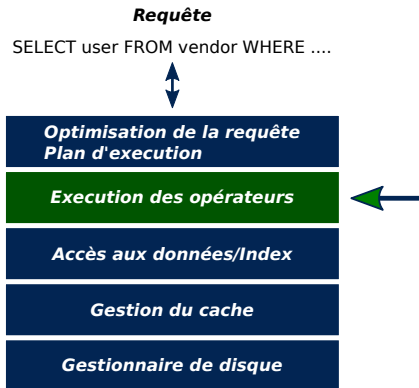 Requête
SELECT user FROM vendor WHERE ....
Optimisation de la requête
Plan d'execution
Execution des opérateurs
Accès aux données/Index
Gestion du cache
Gestionnaire de disque